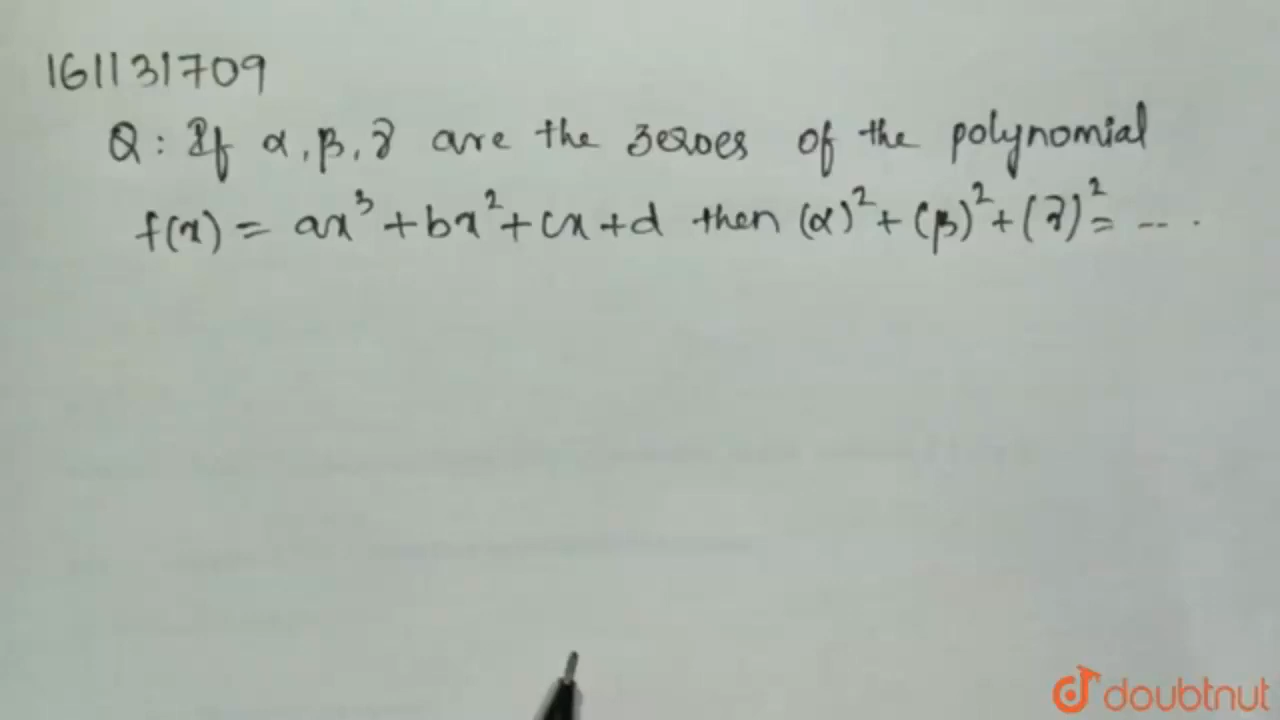 161131709
Q: If α, β, γ are the zeroes of the polynomial
f(x) = ax³ + bx² + cx + d then (α)² + (β)² + (γ)² = --- .
doubtnut